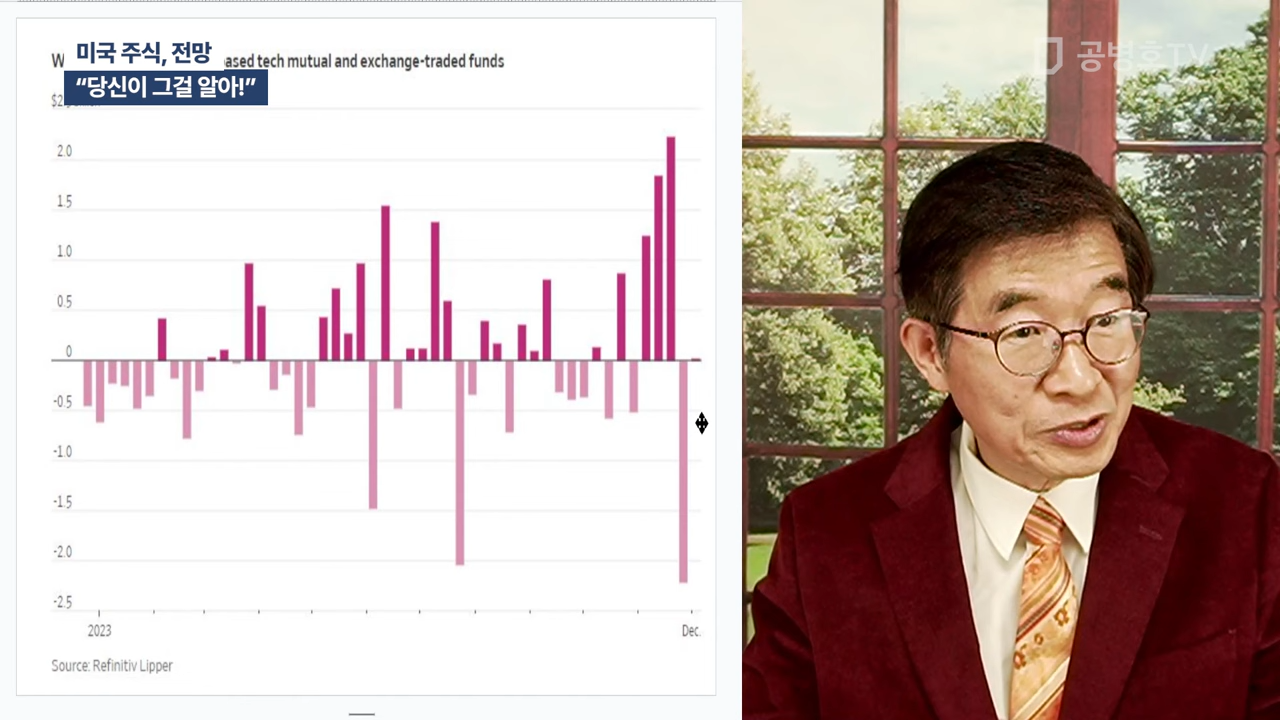 미국 주식, 전망
"당신이 그걸 알아!"
W ased tech mutual and exchange-traded funds
2.0
1.5
1.0
0.5
0
-0.5
-1.0
-1.5
-2.0
-2.5
2023
Dec.
Source: Refinitiv Lipper
공병호TV